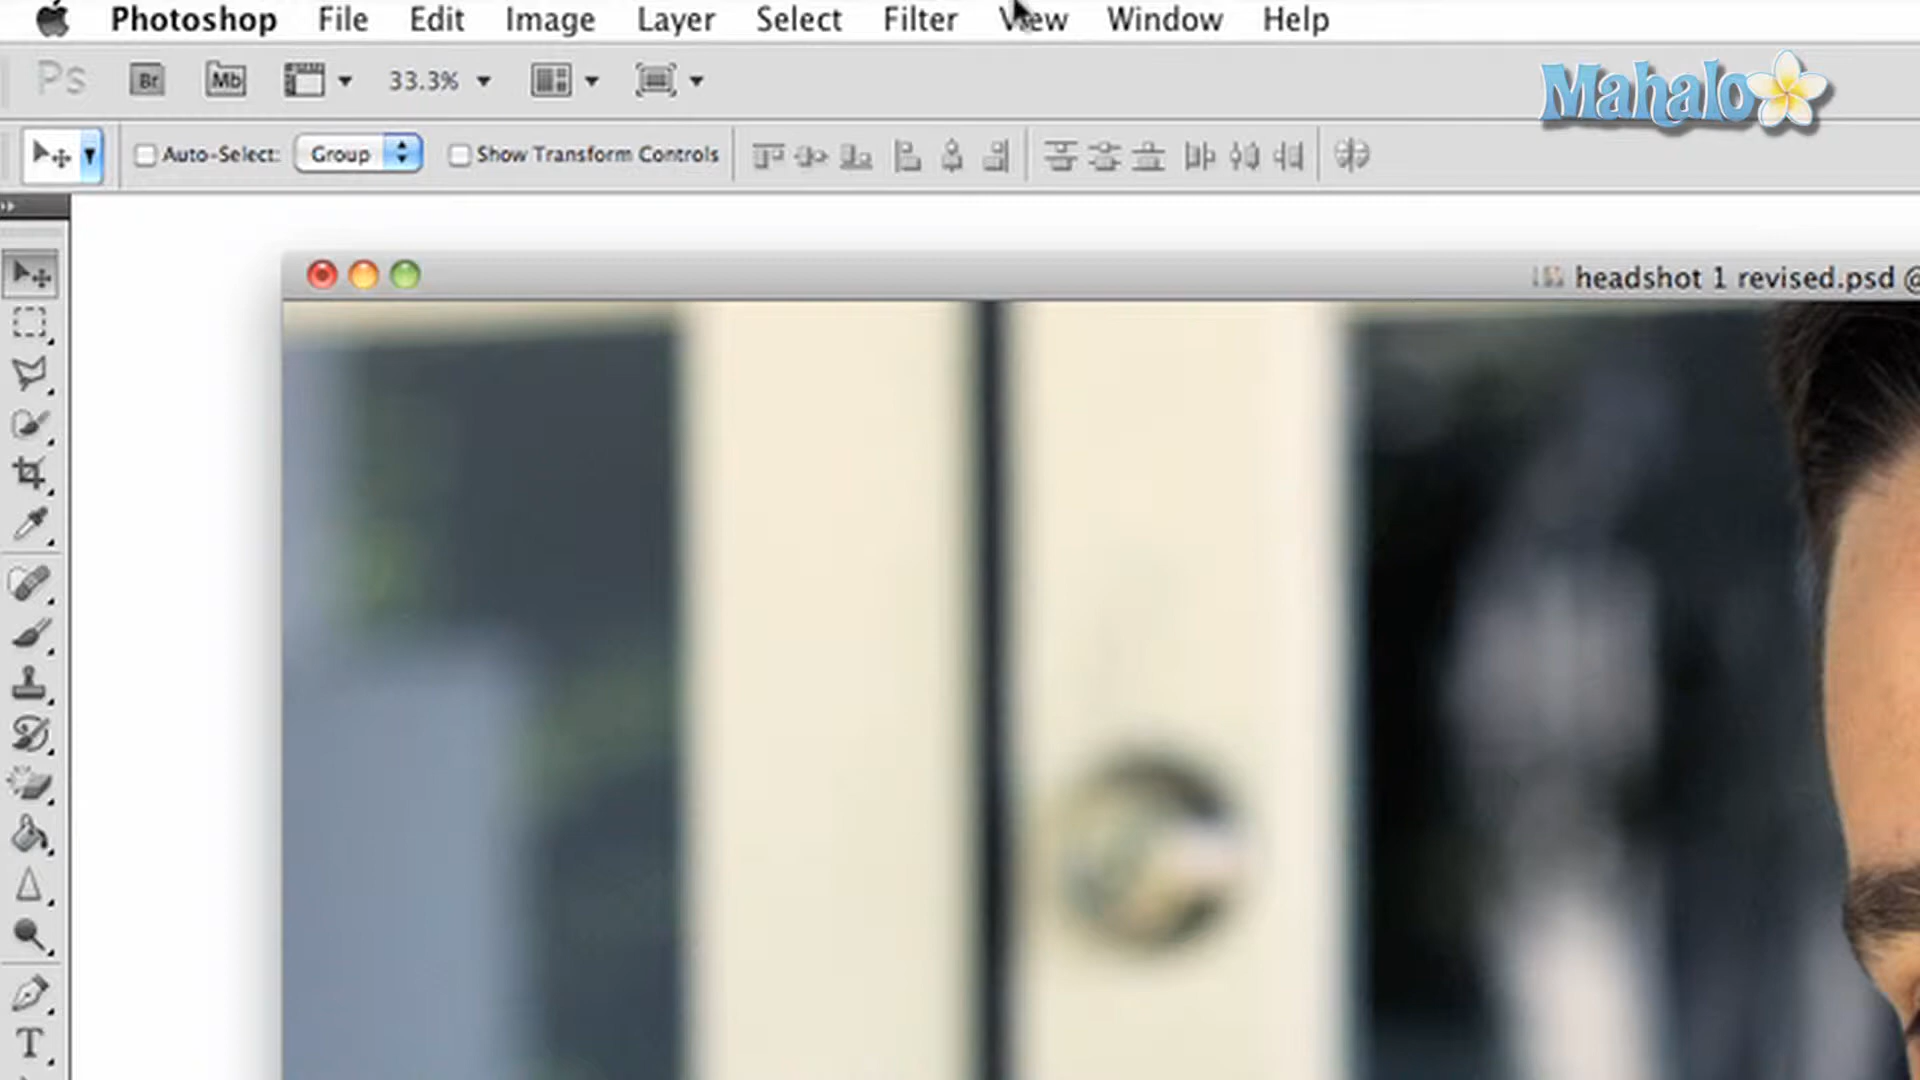 Photoshop File Edit Image Layer Select Filter View Window Help
Ps Br Mb 33.3%
Mahalo
Auto-Select: Group Show Transform Controls
headshot 1 revised.psd @
T